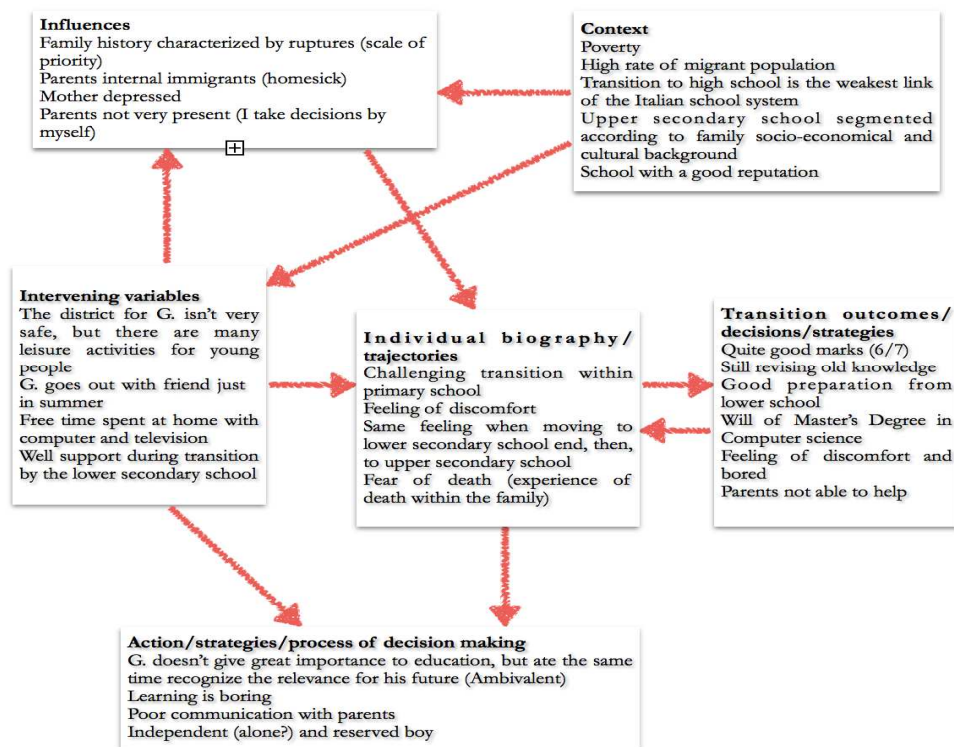 Influences
Family history characterized by ruptures (scale of
priority)
Parents internal immigrants (homesick)
Mother depressed
Parents not very present (I take decisions by
myself)
Context
Poverty
High rate of migrant population
Transition to high school is the weakest link
of the Italian school system
Upper secondary school segmented
according to family socio-economical and
cultural background
School with a good reputation
Intervening variables
The district for G. isn't very
safe, but there are many
leisure activities for young
people
G. goes out with friend just
in summer
Free time spent at home with
computer and television
Well support during transition
by the lower secondary school
Individual biography/
trajectories
Challenging transition within
primary school
Feeling of discomfort
Same feeling when moving to
lower secondary school end, then,
to upper secondary school
Fear of death (experience of
death within the family)
Transition outcomes/
decisions/strategies
Quite good marks (6/7)
Still revising old knowledge
Good preparation from
lower school
Will of Master's Degree in
Computer science
Feeling of discomfort and
bored
Parents not able to help
Action/strategies/process of decision making
G. doesn't give great importance to education, but ate the same
time recognize the relevance for his future (Ambivalent)
Learning is boring
Poor communication with parents
Independent (alone?) and reserved boy